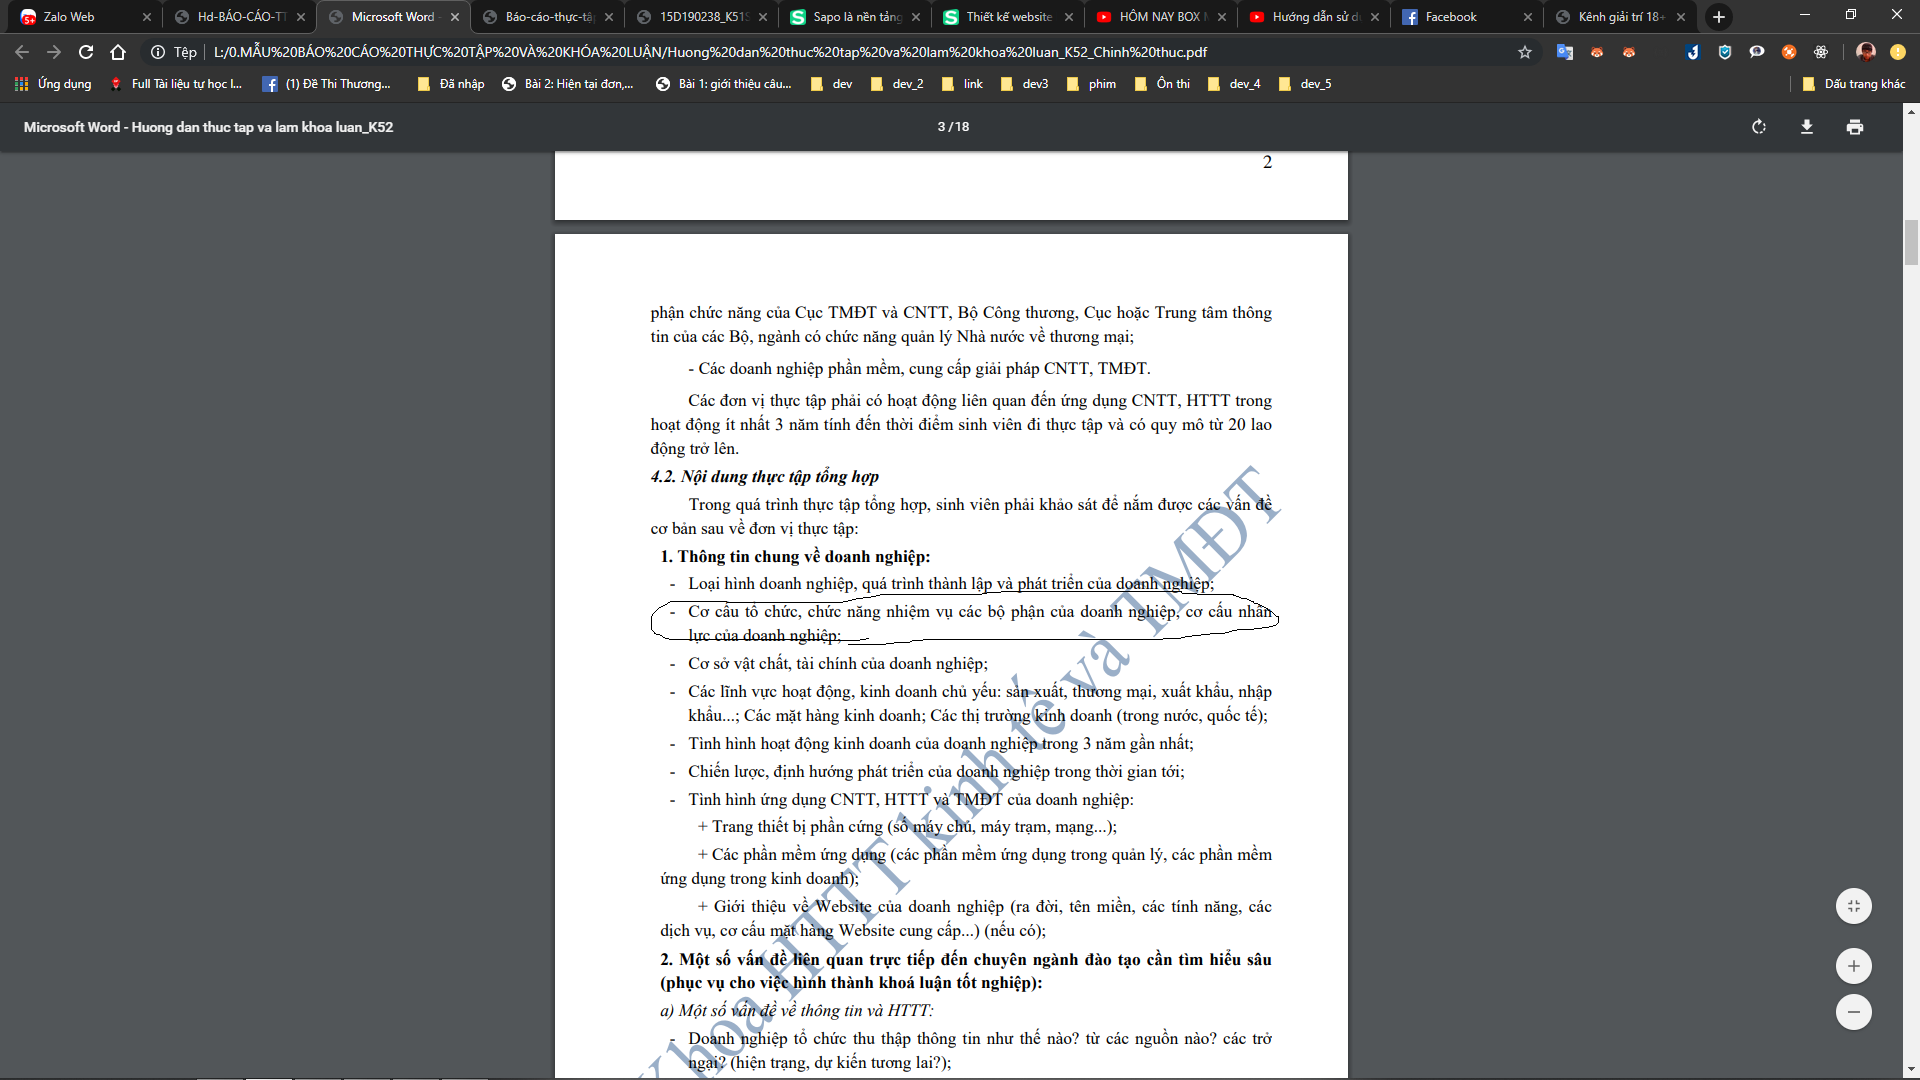 Zalo Web
Hd-BÁO-CÁO-TT
Microsoft Word -
Báo-cáo-thực-tập
15D190238_K51S
Sapo là nền tảng
Thiết kế website
HÔM NAY BOX
Hướng dẫn sử d
Facebook
Kênh giải trí 18+
Tệp
L:/0.MẪU%20BÁO%20CÁO%20THỰC%20TẬP%20VÀ%20KHÓA%20LUẬN/Huong%20dan%20thuc%20tap%20va%20lam%20khoa%20luan_K52_Chinh%20thuc.pdf
Ứng dụng
Full Tài liệu tự học l...
(1) Đề Thi Thương...
Đã nhập
Bài 2: Hiện tại đơn,...
Bài 1: giới thiệu câu...
dev
dev_2
link
dev3
phim
Ôn thi
dev_4
dev_5
Dấu trang khác
Microsoft Word - Huong dan thuc tap va lam khoa luan_K52
3 / 18
2
phận chức năng của Cục TMĐT và CNTT, Bộ Công thương, Cục hoặc Trung tâm thông
tin của các Bộ, ngành có chức năng quản lý Nhà nước về thương mại;
- Các doanh nghiệp phần mềm, cung cấp giải pháp CNTT, TMĐT.
Các đơn vị thực tập phải có hoạt động liên quan đến ứng dụng CNTT, HTTT trong
hoạt động ít nhất 3 năm tính đến thời điểm sinh viên đi thực tập và có quy mô từ 20 lao
động trở lên.
4.2. Nội dung thực tập tổng hợp
Trong quá trình thực tập tổng hợp, sinh viên phải khảo sát để nắm được các vấn đề
cơ bản sau về đơn vị thực tập:
1. Thông tin chung về doanh nghiệp:
- Loại hình doanh nghiệp, quá trình thành lập và phát triển của doanh nghiệp;
- Cơ cấu tổ chức, chức năng nhiệm vụ các bộ phận của doanh nghiệp, cơ cấu nhân
lực của doanh nghiệp;
- Cơ sở vật chất, tài chính của doanh nghiệp;
- Các lĩnh vực hoạt động, kinh doanh chủ yếu: sản xuất, thương mại, xuất khẩu, nhập
khẩu...; Các mặt hàng kinh doanh; Các thị trường kinh doanh (trong nước, quốc tế);
- Tình hình hoạt động kinh doanh của doanh nghiệp trong 3 năm gần nhất;
- Chiến lược, định hướng phát triển của doanh nghiệp trong thời gian tới;
- Tình hình ứng dụng CNTT, HTTT và TMĐT của doanh nghiệp:
+ Trang thiết bị phần cứng (số máy chủ, máy trạm, mạng...);
+ Các phần mềm ứng dụng (các phần mềm ứng dụng trong quản lý, các phần mềm
ứng dụng trong kinh doanh);
+ Giới thiệu về Website của doanh nghiệp (ra đời, tên miền, các tính năng, các
dịch vụ, cơ cấu mặt hàng Website cung cấp...) (nếu có);
2. Một số vấn đề liên quan trực tiếp đến chuyên ngành đào tạo cần tìm hiểu sâu
(phục vụ cho việc hình thành khoá luận tốt nghiệp):
a) Một số vấn đề về thông tin và HTTT:
- Doanh nghiệp tổ chức thu thập thông tin như thế nào? từ các nguồn nào? các trở
ngại? (hiện trạng, dự kiến tương lai?);
Khoa HTTT kinh tế và TMĐT